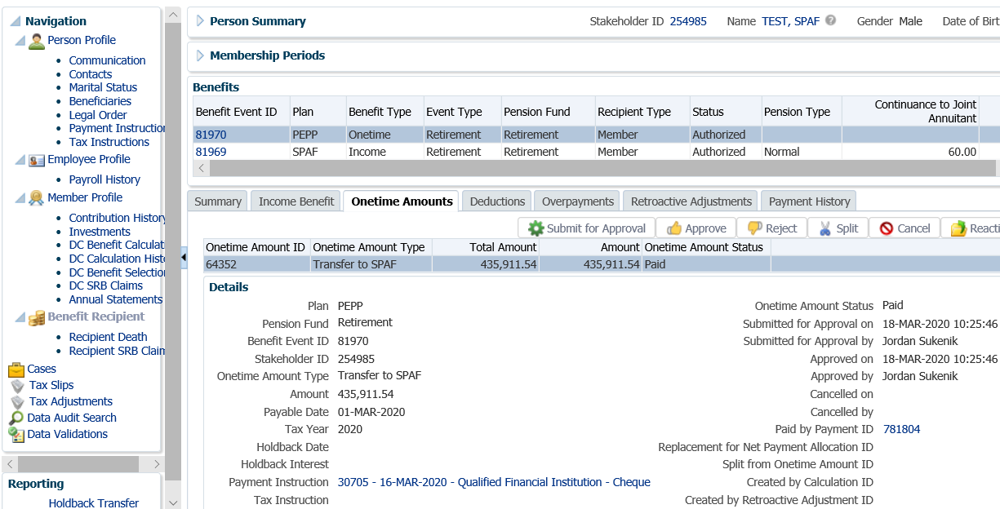 Navigation
Person Profile
Communication
Contacts
Marital Status
Beneficiaries
Legal Order
Payment Instruction
Tax Instructions
Employee Profile
Payroll History
Member Profile
Contribution History
Investments
DC Benefit Calculat
DC Calculation Histo
DC Benefit Selection
DC SRB Claims
Annual Statements
Benefit Recipient
Recipient Death
Recipient SRB Claim
Cases
Tax Slips
Tax Adjustments
Data Audit Search
Data Validations
Reporting
Holdback Transfer
Person Summary Stakeholder ID 254985 Name TEST, SPAF Gender Male Date of Birt
Membership Periods
Benefits
Benefit Event ID Plan Benefit Type Event Type Pension Fund Recipient Type Status Pension Type Continuance to Joint
Annuitant
81970 PEPP Onetime Retirement Retirement Member Authorized
81969 SPAF Income Retirement Retirement Member Authorized Normal 60.00
Summary Income Benefit Onetime Amounts Deductions Overpayments Retroactive Adjustments Payment History
Submit for Approval Approve Reject Split Cancel Reacti
Onetime Amount ID Onetime Amount Type Total Amount Amount Onetime Amount Status
64352 Transfer to SPAF 435,911.54 435,911.54 Paid
Details
Plan PEPP Onetime Amount Status Paid
Pension Fund Retirement Submitted for Approval on 18-MAR-2020 10:25:46
Benefit Event ID 81970 Submitted for Approval by Jordan Sukenik
Stakeholder ID 254985 Approved on 18-MAR-2020 10:25:46
Onetime Amount Type Transfer to SPAF Approved by Jordan Sukenik
Amount 435,911.54 Cancelled on
Payable Date 01-MAR-2020 Cancelled by
Tax Year 2020 Paid by Payment ID 781804
Holdback Date Replacement for Net Payment Allocation ID
Holdback Interest Split from Onetime Amount ID
Payment Instruction 30705 - 16-MAR-2020 - Qualified Financial Institution - Cheque Created by Calculation ID
Tax Instruction Created by Retroactive Adjustment ID